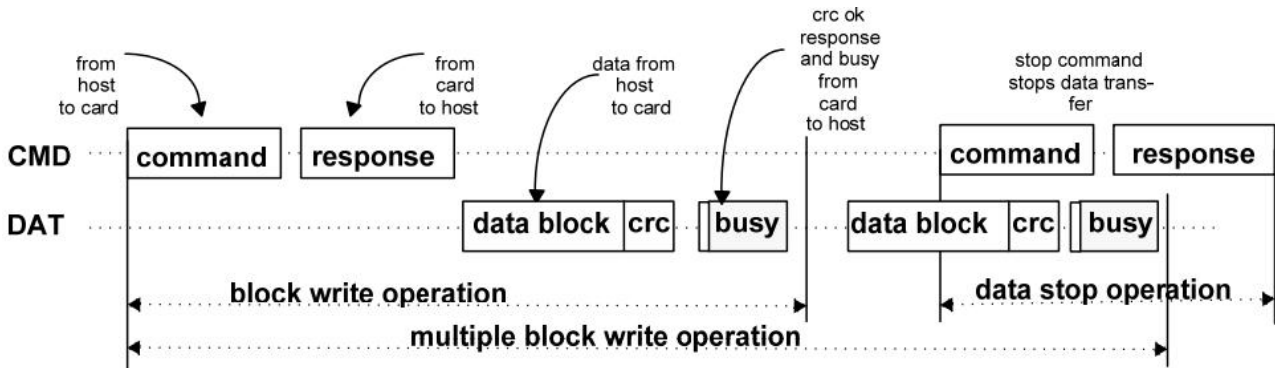 from
host
to card
from
card
to host
data from
host
to card
crc ok
response
and busy
from
card
to host
stop command
stops data trans-
fer
CMD
command
response
command
response
DAT
data block
crc
busy
data block
crc
busy
block write operation
data stop operation
multiple block write operation